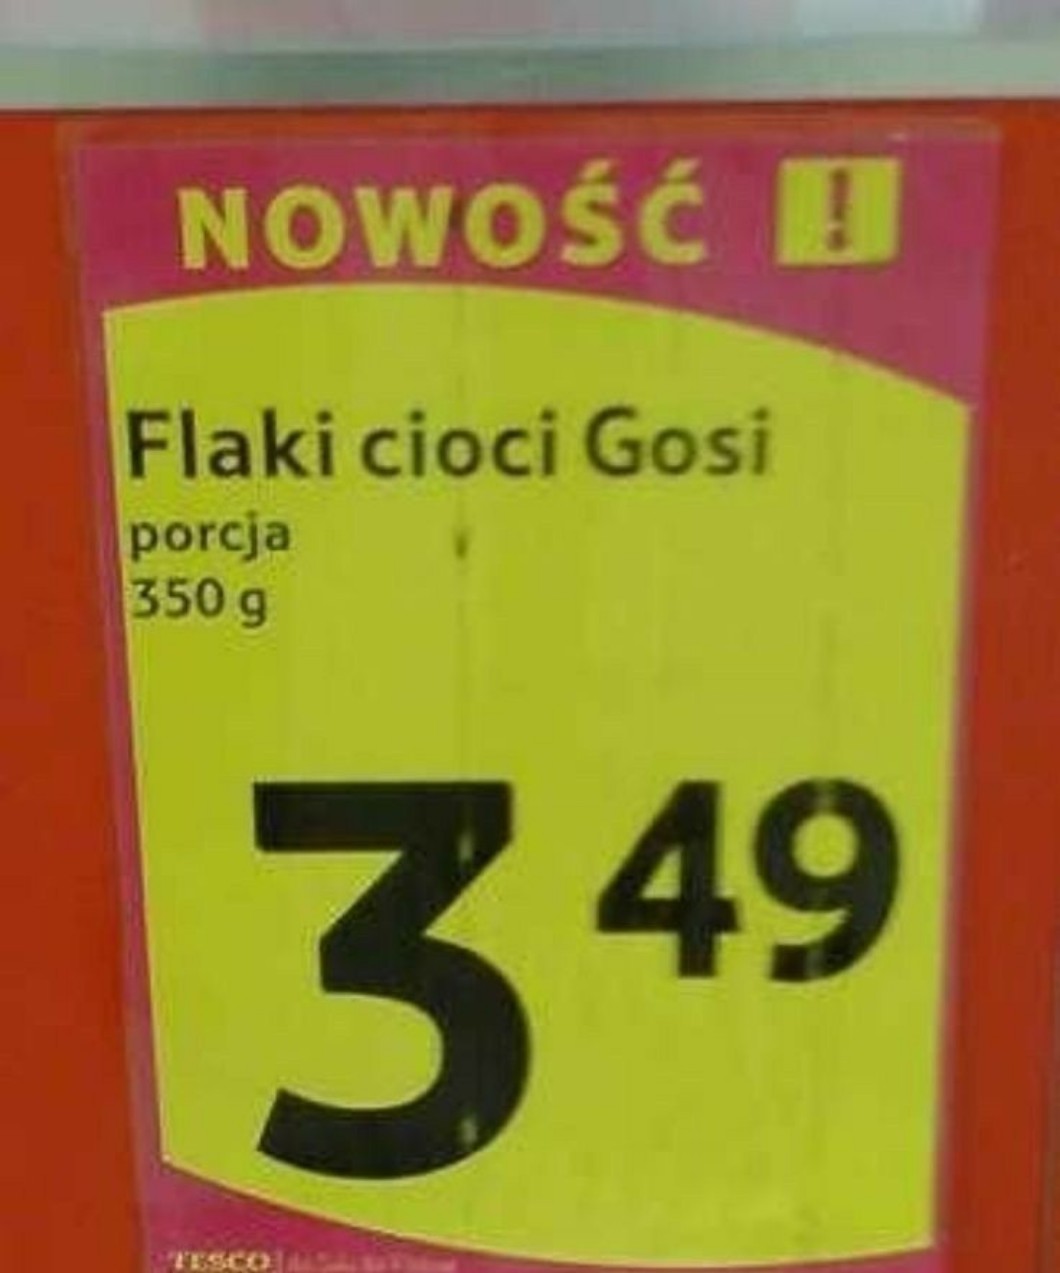 NOWOŚĆ !
Flaki cioci Gosi
porcja
350 g
3 49
TESCO